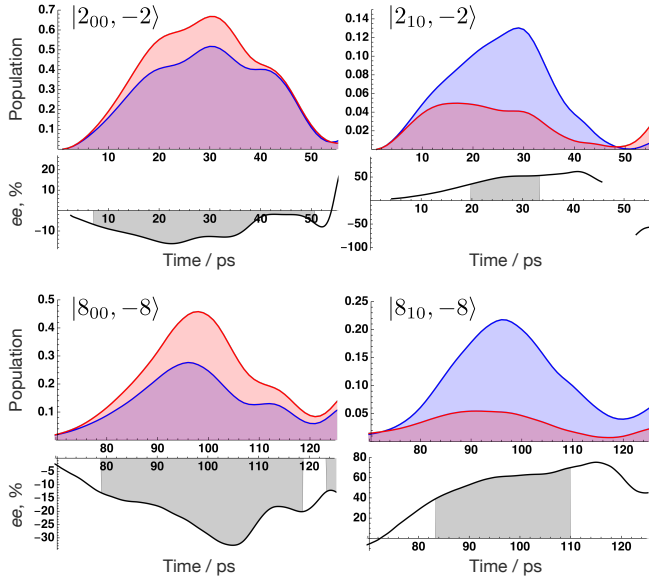 |2₀₀, −2⟩
Population
0.7
0.6
0.5
0.4
0.3
0.2
0.1
10 20 30 40 50
|2₁₀, −2⟩
0.14
0.12
0.10
0.08
0.06
0.04
0.02
10 20 30 40 50
ee, %
20
10
−10
10 20 30 40 50
Time / ps
50
−50
−100
10 20 30 40 50
Time / ps
|8₀₀, −8⟩
Population
0.5
0.4
0.3
0.2
0.1
80 90 100 110 120
|8₁₀, −8⟩
0.25
0.20
0.15
0.10
0.05
80 90 100 110 120
ee, %
−5
−10
−15
−20
−25
−30
80 90 100 110 120
Time / ps
80
60
40
20
80 90 100 110 120
Time / ps